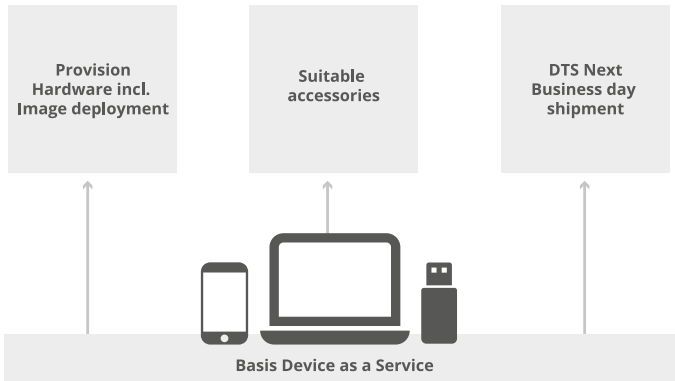 Provision
Hardware incl.
Image deployment
Suitable
accessories
DTS Next
Business day
shipment
Basis Device as a Service